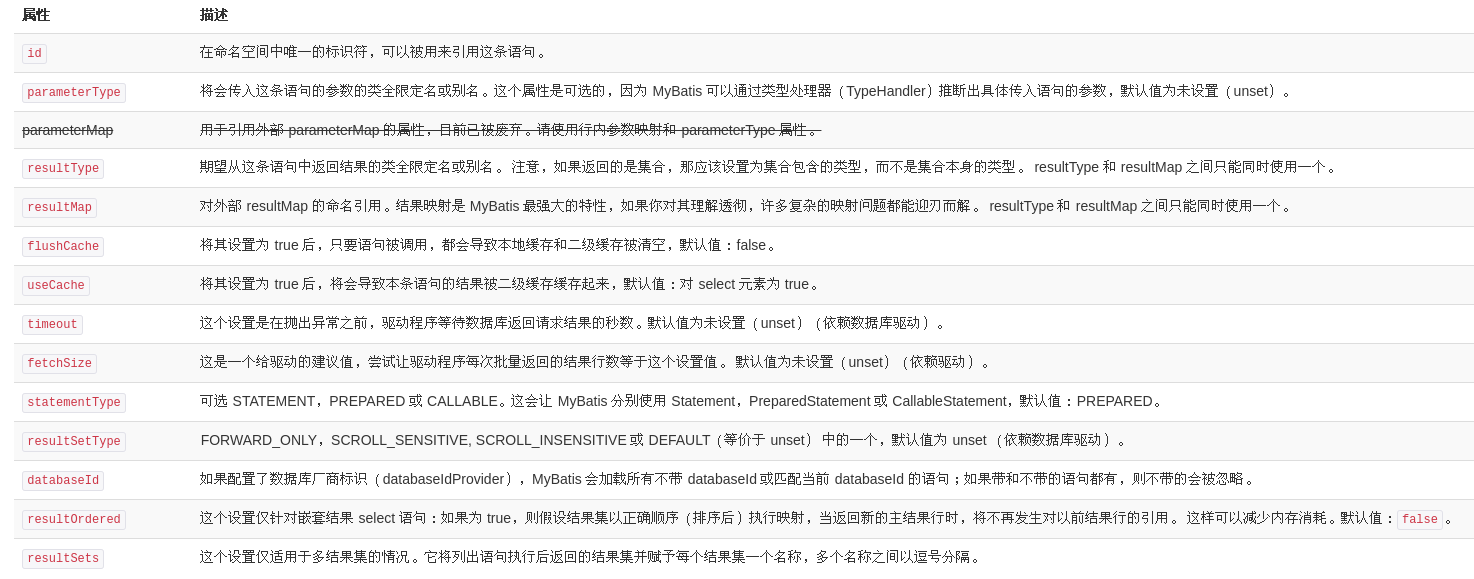 属性 描述
id 在命名空间中唯一的标识符，可以被用来引用这条语句。
parameterType 将会传入这条语句的参数的类全限定名或别名。这个属性是可选的，因为 MyBatis 可以通过类型处理器（TypeHandler）推断出具体传入语句的参数，默认值为未设置（unset）。
parameterMap 用于引用外部 parameterMap 的属性，目前已被废弃。请使用行内参数映射和 parameterType 属性。
resultType 期望从这条语句中返回结果的类全限定名或别名。 注意，如果返回的是集合，那应该设置为集合包含的类型，而不是集合本身的类型。 resultType 和 resultMap 之间只能同时使用一个。
resultMap 对外部 resultMap 的命名引用。结果映射是 MyBatis 最强大的特性，如果你对其理解透彻，许多复杂的映射问题都能迎刃而解。 resultType 和 resultMap 之间只能同时使用一个。
flushCache 将其设置为 true 后，只要语句被调用，都会导致本地缓存和二级缓存被清空，默认值：false。
useCache 将其设置为 true 后，将会导致本条语句的结果被二级缓存缓存起来，默认值：对 select 元素为 true。
timeout 这个设置是在抛出异常之前，驱动程序等待数据库返回请求结果的秒数。默认值为未设置（unset）（依赖数据库驱动）。
fetchSize 这是一个给驱动的建议值，尝试让驱动程序每次批量返回的结果行数等于这个设置值。 默认值为未设置（unset）（依赖驱动）。
statementType 可选 STATEMENT，PREPARED 或 CALLABLE。这会让 MyBatis 分别使用 Statement，PreparedStatement 或 CallableStatement，默认值：PREPARED。
resultSetType FORWARD_ONLY，SCROLL_SENSITIVE, SCROLL_INSENSITIVE 或 DEFAULT（等价于 unset） 中的一个，默认值为 unset （依赖数据库驱动）。
databaseId 如果配置了数据库厂商标识（databaseIdProvider），MyBatis 会加载所有不带 databaseId 或匹配当前 databaseId 的语句；如果带和不带的语句都有，则不带的会被忽略。
resultOrdered 这个设置仅针对嵌套结果 select 语句：如果为 true，则假设结果集以正确顺序（排序后）执行映射，当返回新的主结果行时，将不再发生对以前结果行的引用。 这样可以减少内存消耗。默认值：false。
resultSets 这个设置仅适用于多结果集的情况。它将列出语句执行后返回的结果集并赋予每个结果集一个名称，多个名称之间以逗号分隔。